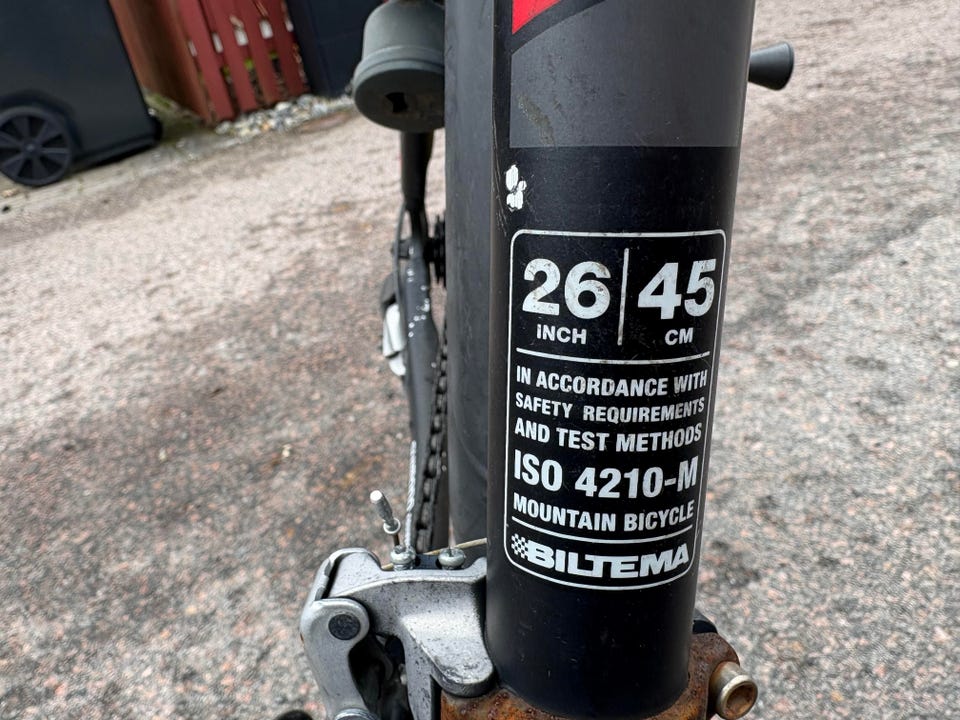 26 | 45
INCH CM
IN ACCORDANCE WITH
SAFETY REQUIREMENTS
AND TEST METHODS
ISO 4210-M
MOUNTAIN BICYCLE
BILTEMA